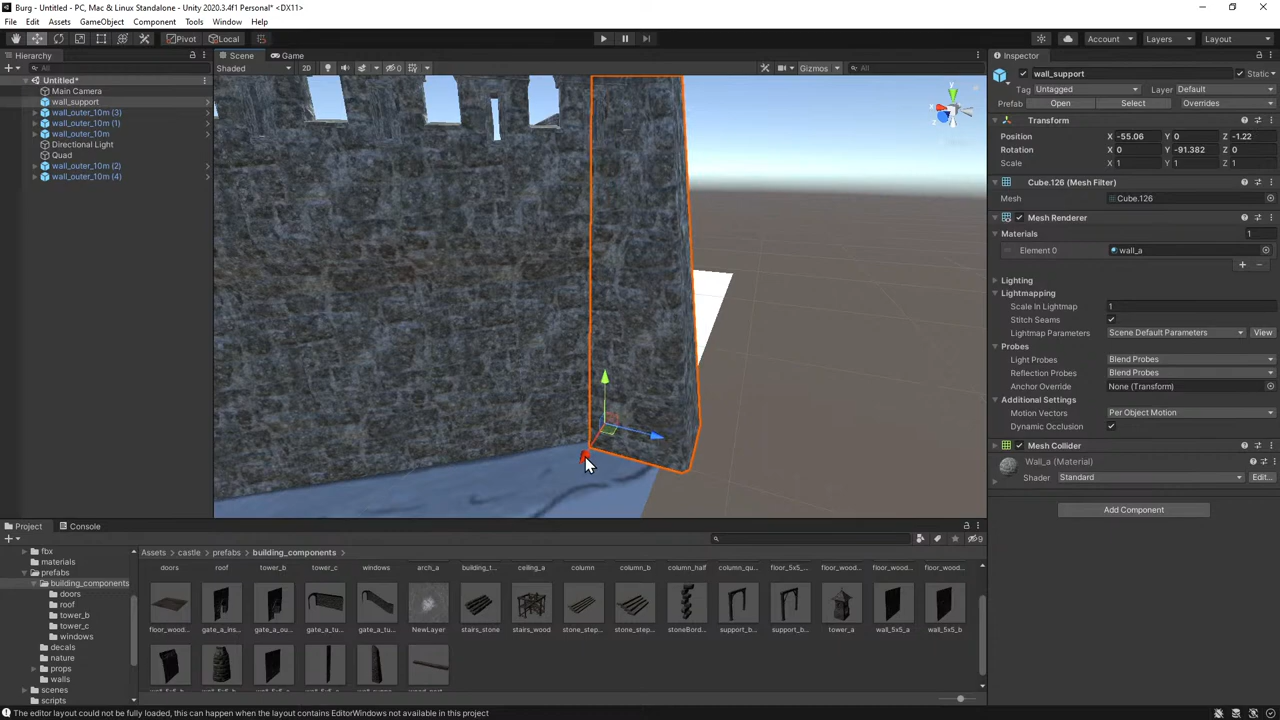 Burg - Untitled - PC, Mac & Linux Standalone - Unity 2020.3.4f1 Personal* <DX11>
File Edit Assets GameObject Component Tools Window Help
Pivot Local Account Layers Layout
Hierarchy Scene Game Inspector
All Shaded 2D 0 Gizmos All
wall_support Static
Tag Untagged Layer Default
Prefab Open Select Overrides
Untitled*
Main Camera
wall_support
wall_outer_10m (3)
wall_outer_10m (1)
wall_outer_10m
Directional Light
Quad
wall_outer_10m (2)
wall_outer_10m (4)
y
x
z
Transform
Position X -55.06 Y 0 Z -1.22
Rotation X 0 Y -91.382 Z 0
Scale X 1 Y 1 Z 1
Cube.126 (Mesh Filter)
Mesh Cube.126
Mesh Renderer
Materials 1
Element 0 wall_a
Lighting
Lightmapping
Scale In Lightmap 1
Stitch Seams
Lightmap Parameters Scene Default Parameters View
Probes
Light Probes Blend Probes
Reflection Probes Blend Probes
Anchor Override None (Transform)
Additional Settings
Motion Vectors Per Object Motion
Dynamic Occlusion
Mesh Collider
Wall_a (Material)
Shader Standard Edit...
Add Component
Project Console
9
fbx
materials
prefabs
building_components
doors
roof
tower_b
tower_c
windows
decals
nature
props
walls
scenes
scripts
Assets > castle > prefabs > building_components >
doors roof tower_b tower_c windows arch_a building_t... ceiling_a column column_b column_half column_qu... floor_5x5_... floor_wood... floor_wood... floor_wood...
floor_wood... gate_a_ins... gate_a_ou... gate_a_tu... gate_a_tu... NewLayer stairs_stone stairs_wood stone_step... stone_step... stoneBord... support_b... support_b... tower_a wall_5x5_a wall_5x5_b
The editor layout could not be fully loaded, this can happen when the layout contains EditorWindows not available in this project